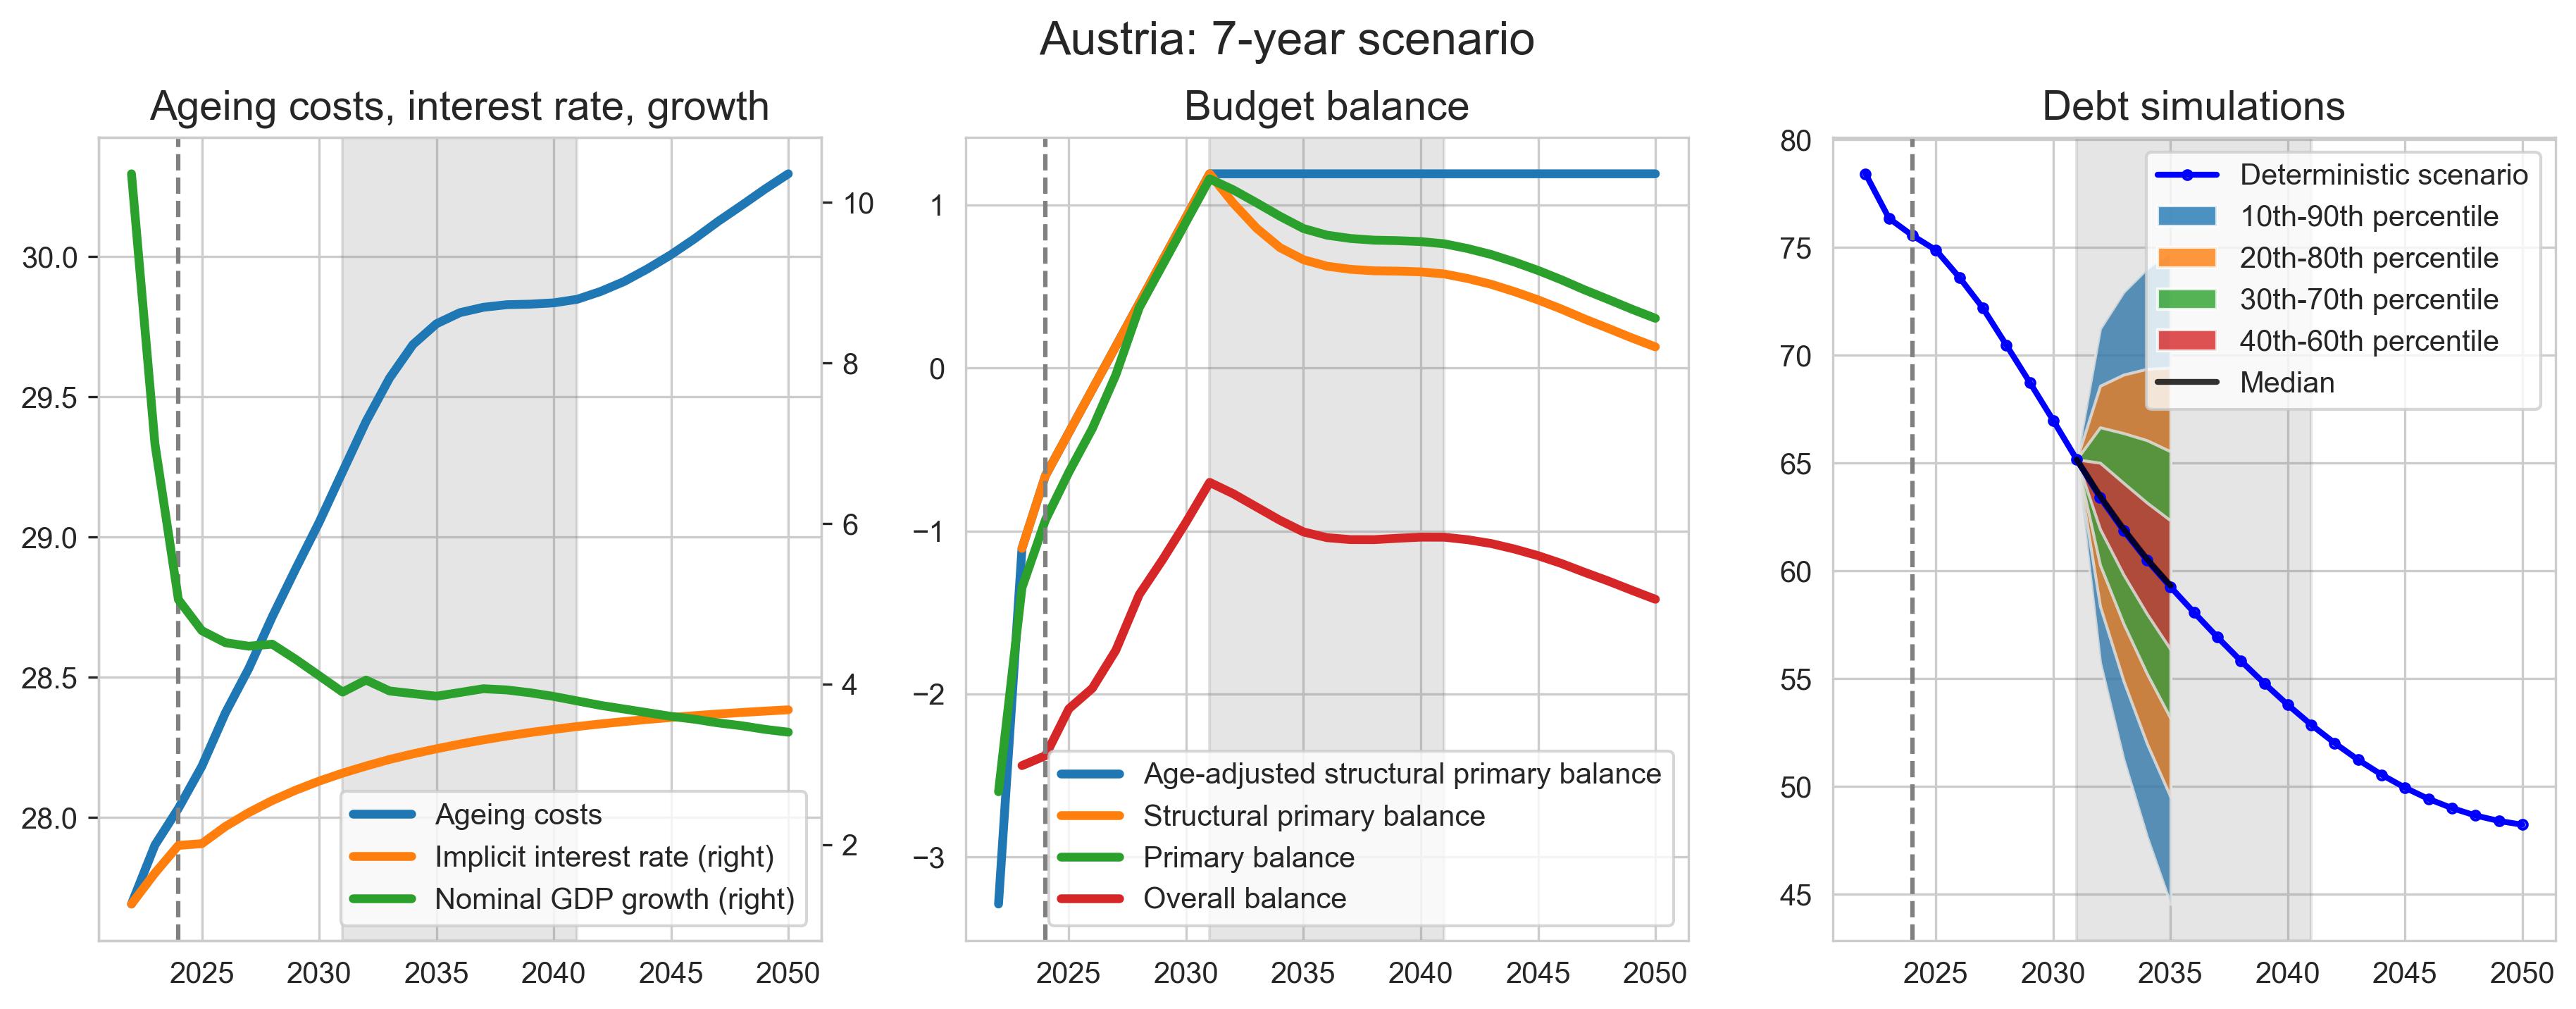 Austria: 7-year scenario
Ageing costs, interest rate, growth
30.0
29.5
29.0
28.5
28.0
10
8
6
4
2
2025 2030 2035 2040 2045 2050
Ageing costs
Implicit interest rate (right)
Nominal GDP growth (right)
Budget balance
1
0
−1
−2
−3
2025 2030 2035 2040 2045 2050
Age-adjusted structural primary balance
Structural primary balance
Primary balance
Overall balance
Debt simulations
80
75
70
65
60
55
50
45
2025 2030 2035 2040 2045 2050
Deterministic scenario
10th-90th percentile
20th-80th percentile
30th-70th percentile
40th-60th percentile
Median